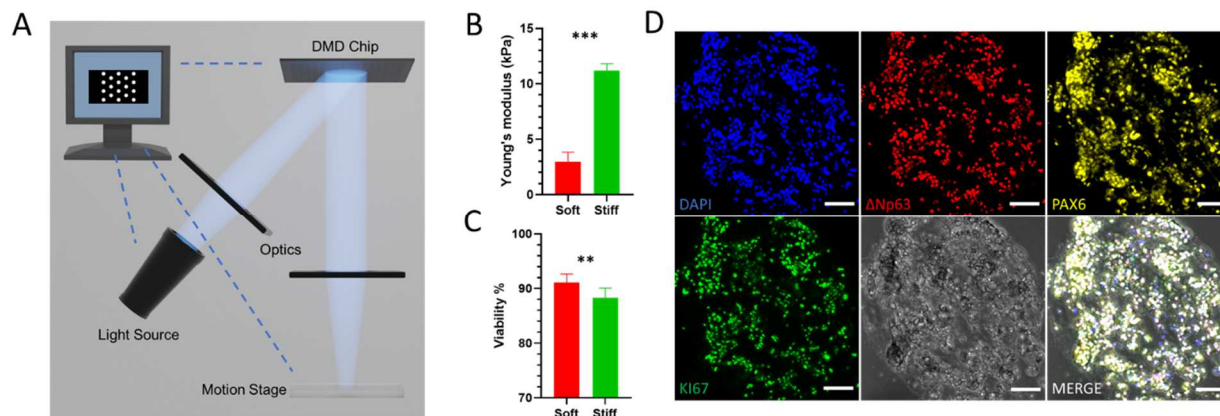 A
DMD Chip
Optics
Light Source
Motion Stage
B
Young's modulus (kPa)
15
10
5
0
***
Soft Stiff
C
Viability %
100
90
80
70
**
Soft Stiff
D
DAPI
ΔNp63
PAX6
KI67
MERGE